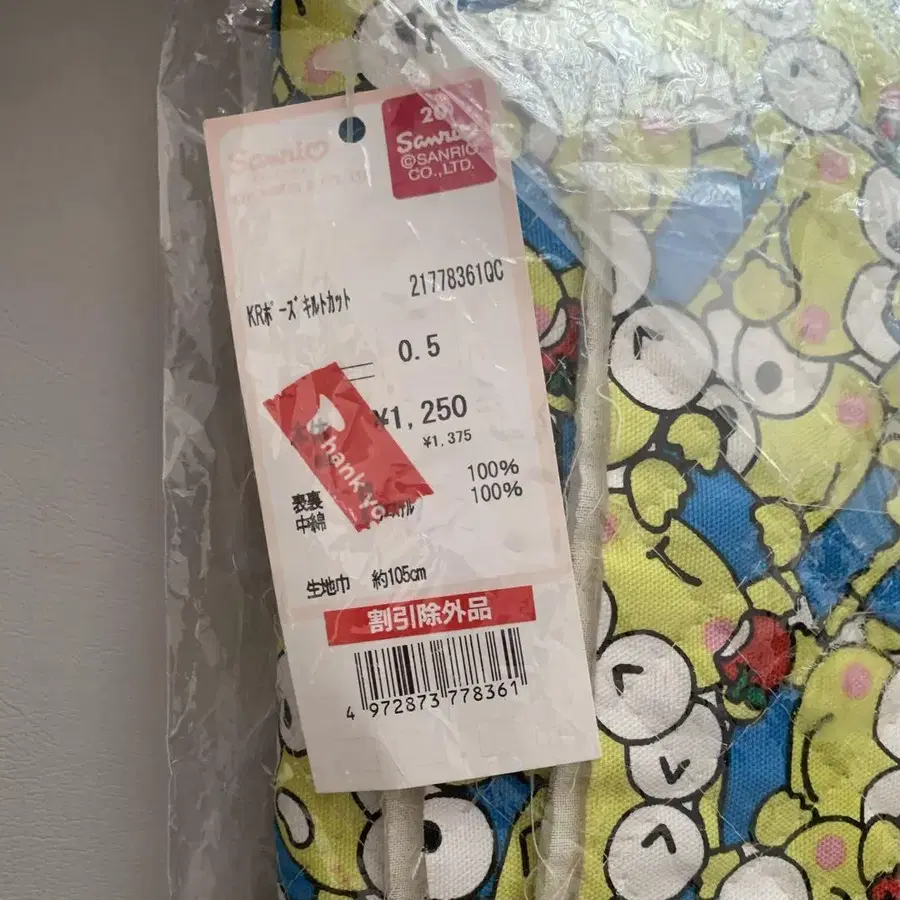 Sanrio
20
Sanrio
©SANRIO
CO.,LTD.
KRポーズキルトカット 21778361QC
0.5
¥1,250
¥1,375
hank yo
表裏 100%
中綿 100%
生地巾 約105cm
割引除外品
4 972873 778361